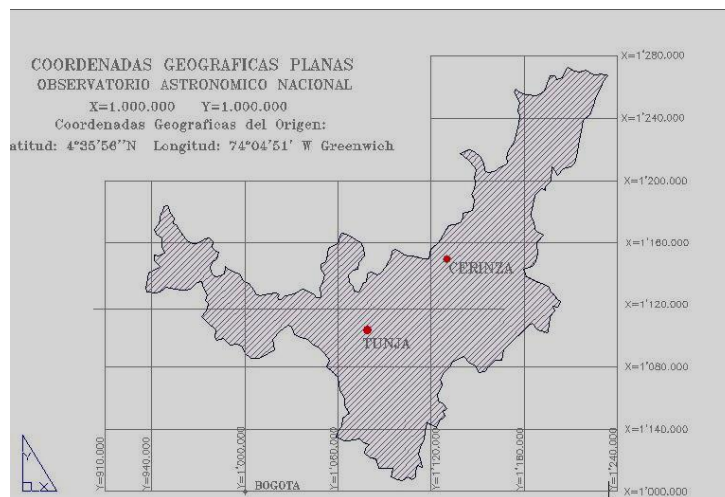 COORDENADAS GEOGRAFICAS PLANAS
OBSERVATORIO ASTRONOMICO NACIONAL
X=1.000.000 Y=1.000.000
Coordenadas Geograficas del Origen:
atitud: 4°35'56''N Longitud: 74°04'51' W Greenwich
X=1'280.000
X=1'240.000
X=1'200.000
X=1'160.000
CERINZA
X=1'120.000
TUNJA
X=1'080.000
X=1'140.000
X=1'000.000
Y=910.000
Y=940.000
Y=1'000.000
BOGOTA
Y=1'060.000
Y=1'120.000
Y=1'180.000
Y=1'240.000
Y
X